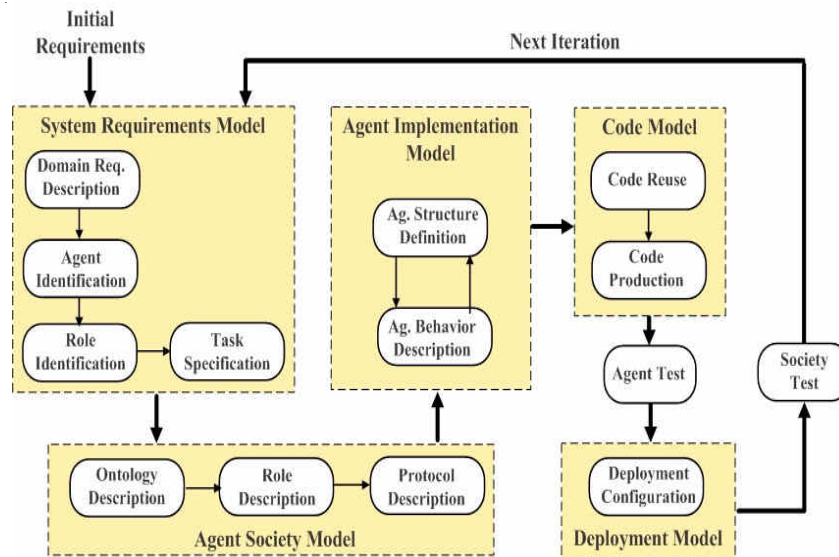 Initial
Requirements
Next Iteration
System Requirements Model
Domain Req.
Description
Agent
Identification
Role
Identification
Task
Specification
Agent Implementation
Model
Ag. Structure
Definition
Ag. Behavior
Description
Code Model
Code Reuse
Code
Production
Agent Test
Society
Test
Ontology
Description
Role
Description
Protocol
Description
Agent Society Model
Deployment
Configuration
Deployment Model